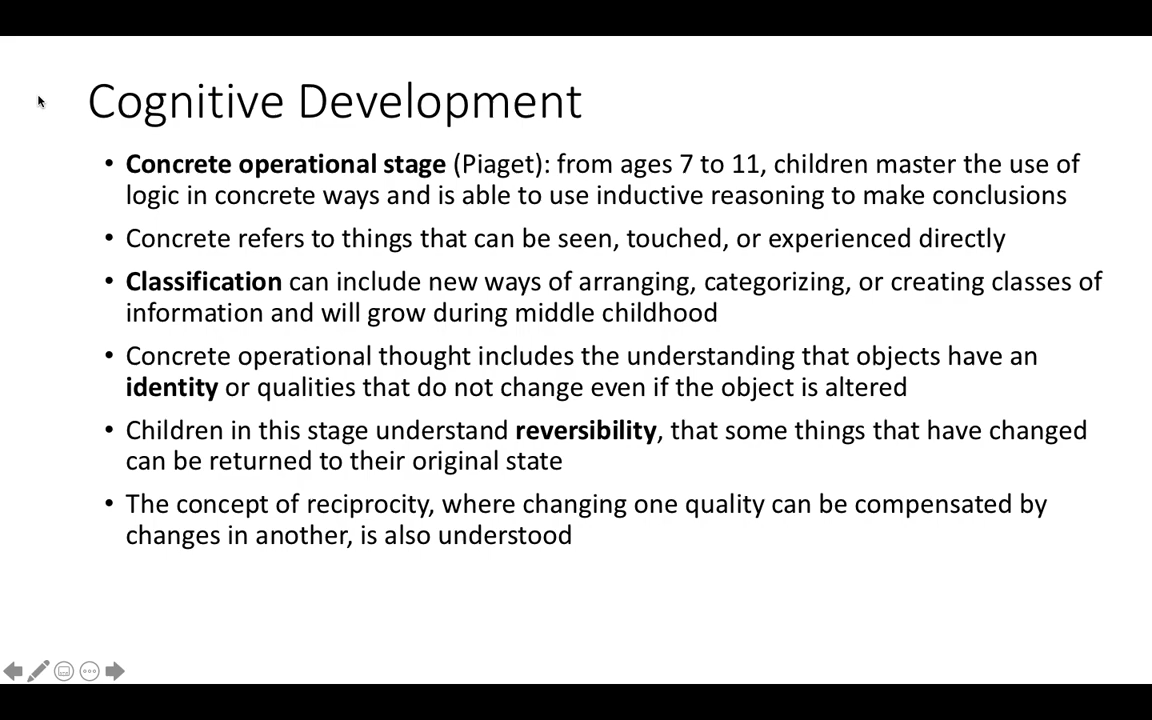 Cognitive Development
• Concrete operational stage (Piaget): from ages 7 to 11, children master the use of
logic in concrete ways and is able to use inductive reasoning to make conclusions
• Concrete refers to things that can be seen, touched, or experienced directly
• Classification can include new ways of arranging, categorizing, or creating classes of
information and will grow during middle childhood
• Concrete operational thought includes the understanding that objects have an
identity or qualities that do not change even if the object is altered
• Children in this stage understand reversibility, that some things that have changed
can be returned to their original state
• The concept of reciprocity, where changing one quality can be compensated by
changes in another, is also understood